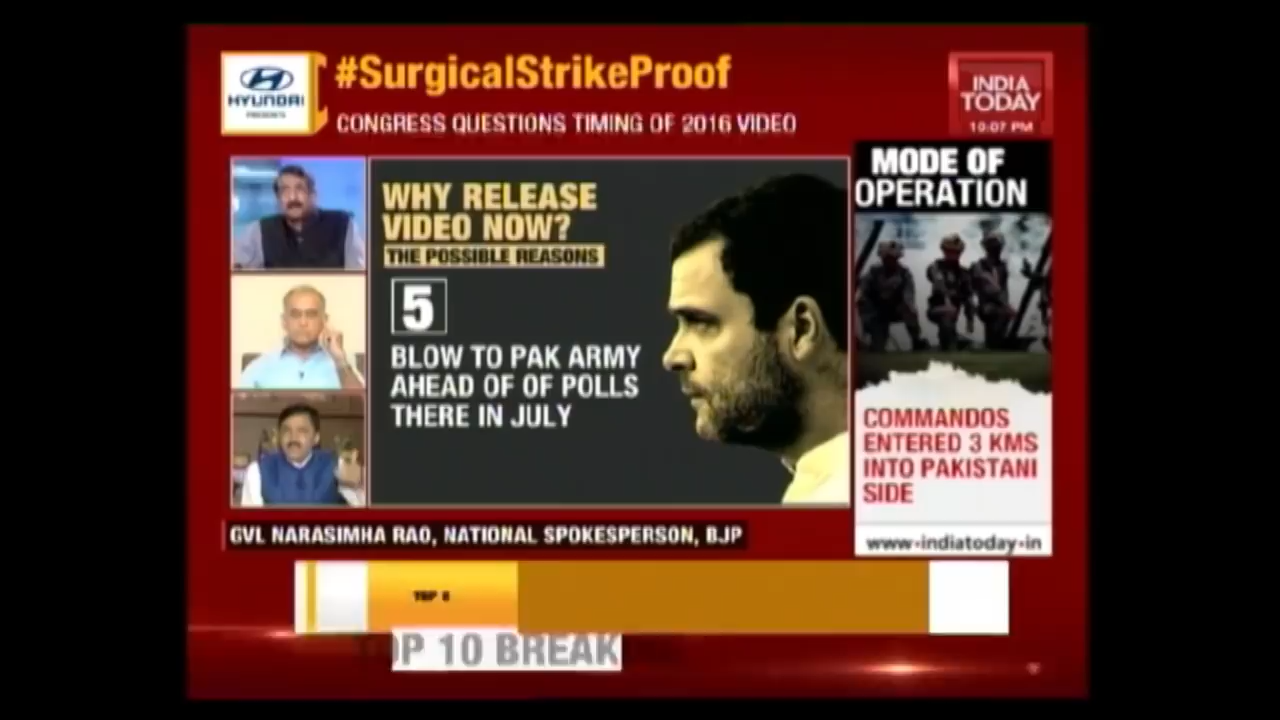 HYUNDAI
PRESENTS
#SurgicalStrikeProof
CONGRESS QUESTIONS TIMING OF 2016 VIDEO
INDIA
TODAY
10:07 PM
WHY RELEASE
VIDEO NOW?
THE POSSIBLE REASONS
5
BLOW TO PAK ARMY
AHEAD OF OF POLLS
THERE IN JULY
MODE OF
OPERATION
COMMANDOS
ENTERED 3 KMS
INTO PAKISTANI
SIDE
www•indiatoday•in
GVL NARASIMHA RAO, NATIONAL SPOKESPERSON, BJP
TOP 10 BREAK